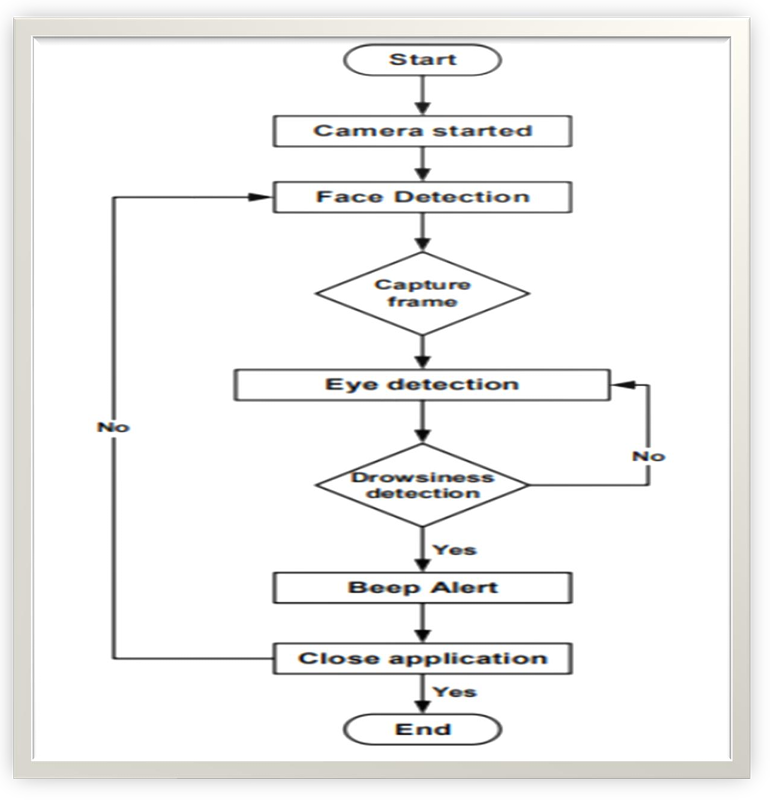 Start
Camera started
Face Detection
Capture
frame
Eye detection
No
No
Drowsiness
detection
Yes
Beep Alert
Close application
Yes
End